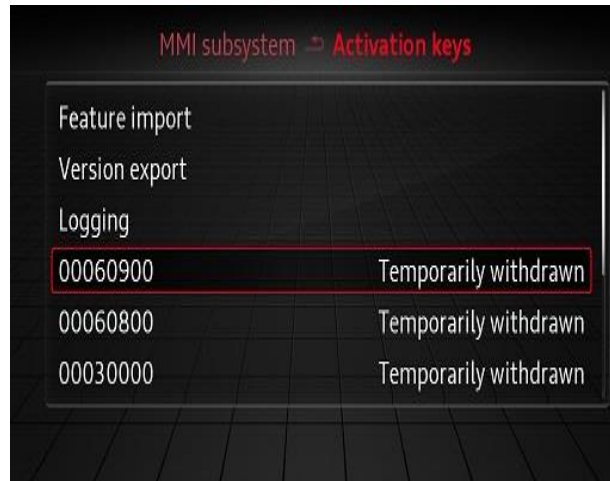 MMI subsystem Activation keys
Feature import
Version export
Logging
00060900 Temporarily withdrawn
00060800 Temporarily withdrawn
00030000 Temporarily withdrawn